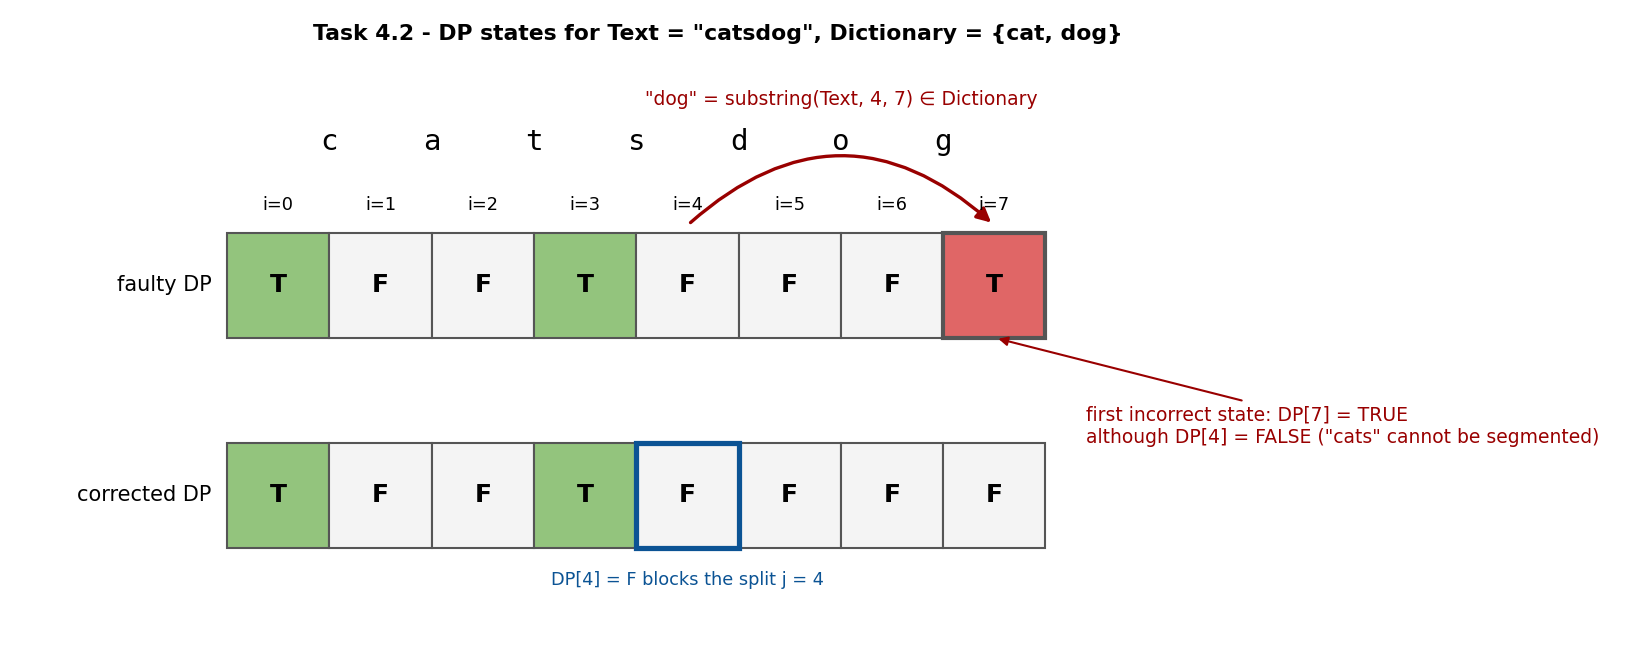 Task 4.2 - DP states for Text = "catsdog", Dictionary = {cat, dog}
"dog" = substring(Text, 4, 7) ∈ Dictionary
c a t s d o g
i=0 i=1 i=2 i=3 i=4 i=5 i=6 i=7
faulty DP T F F T F F F T
first incorrect state: DP[7] = TRUE
although DP[4] = FALSE ("cats" cannot be segmented)
corrected DP T F F T F F F F
DP[4] = F blocks the split j = 4